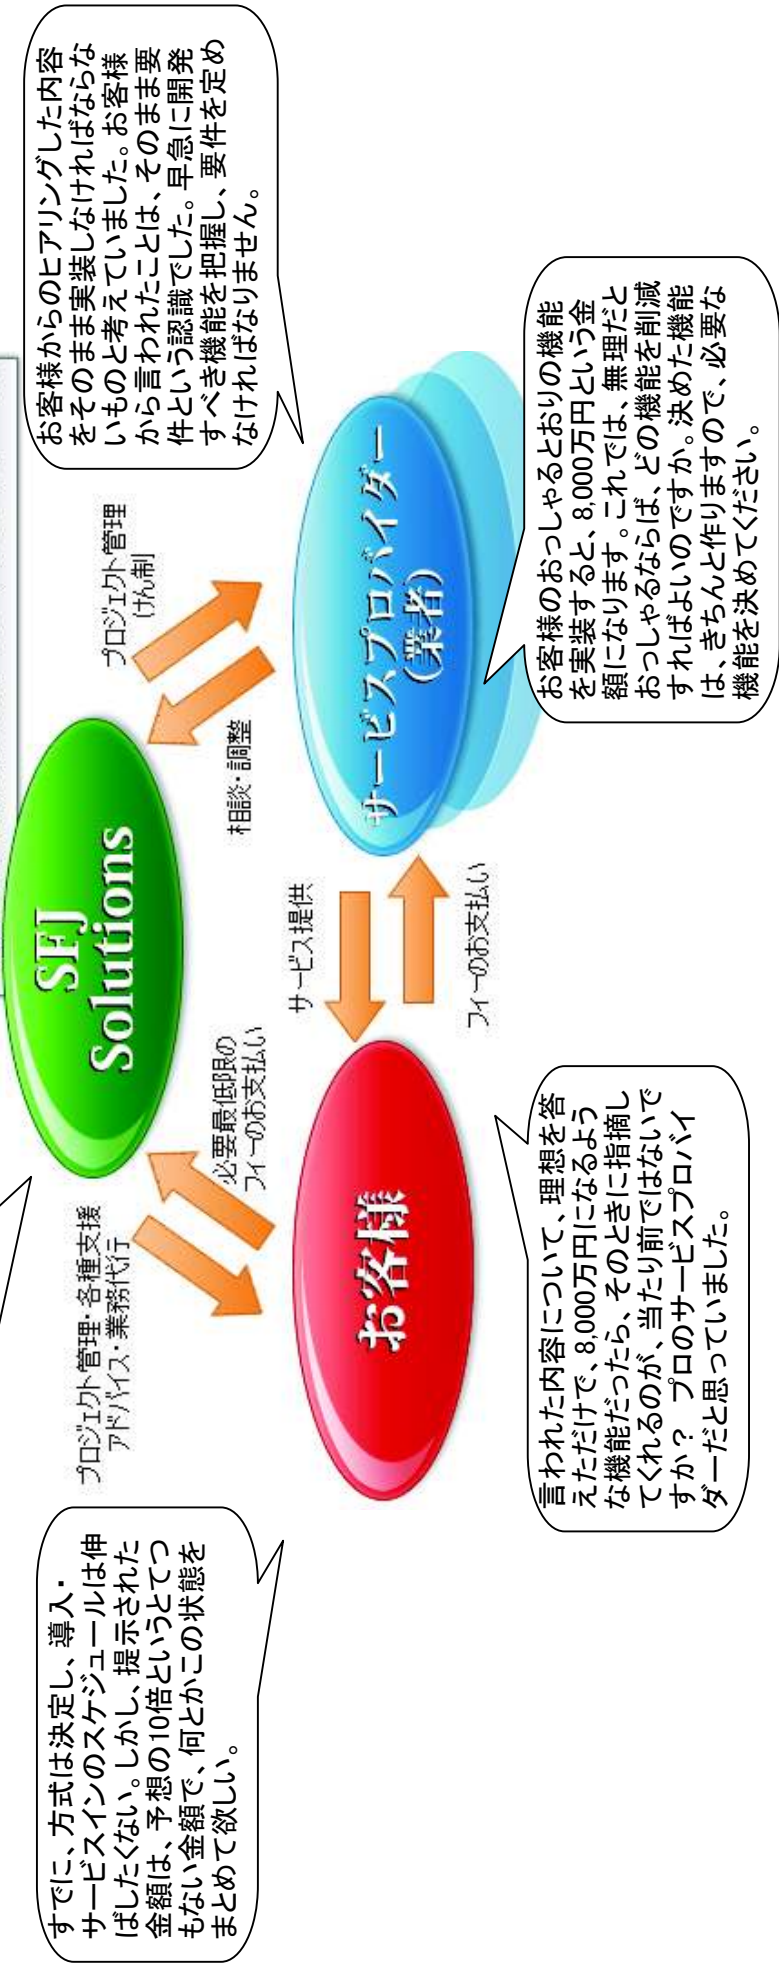 すでに、方式は決定し、導入・
サービスインのスケジュールは伸
ばしたくない。しかし、提示された
金額は、予想の10倍というとてつ
もない金額で、何とかこの状態を
まとめて欲しい。
SFJ
Solutions
プロジェクト管理・各種支援
アドバイス・業務代行
必要最低限の
フィーのお支払い
プロジェクト管理
けん制
相談・調整
お客様からのヒアリングした内容
をそのまま実装しなければならな
いものと考えていました。お客様
から言われたことは、そのまま要
件という認識でした。早急に開発
すべき機能を把握し、要件を定め
なければなりません。
お客様
サービス提供
フィーのお支払い
サービスプロバイダー
(業者)
言われた内容について、理想を答
えただけで、8,000万円になるよう
な機能だったら、そのときに指摘し
てくれるのが、当たり前ではないで
すか？ プロのサービスプロバイ
ダーだと思っていました。
お客様のおっしゃるとおりの機能
を実装すると、8,000万円という金
額になります。これでは、無理だと
おっしゃるならば、どの機能を削減
すればよいのですか。決めた機能
は、きちんと作りますので、必要な
機能を決めてください。